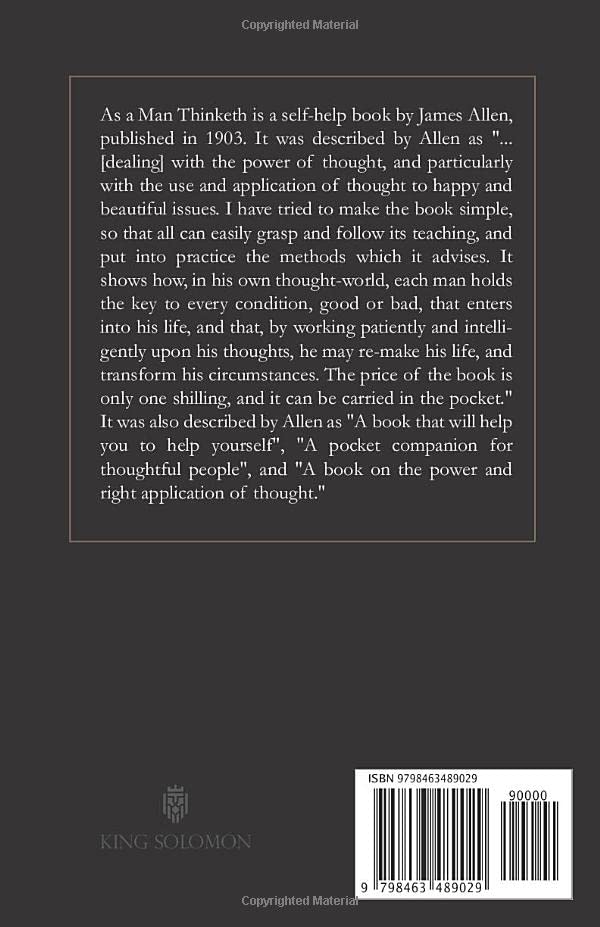 Copyrighted Material
As a Man Thinketh is a self-help book by James Allen,
published in 1903. It was described by Allen as "...
[dealing] with the power of thought, and particularly
with the use and application of thought to happy and
beautiful issues. I have tried to make the book simple,
so that all can easily grasp and follow its teaching, and
put into practice the methods which it advises. It
shows how, in his own thought-world, each man holds
the key to every condition, good or bad, that enters
into his life, and that, by working patiently and intelli-
gently upon his thoughts, he may re-make his life, and
transform his circumstances. The price of the book is
only one shilling, and it can be carried in the pocket."
It was also described by Allen as "A book that will help
you to help yourself", "A pocket companion for
thoughtful people", and "A book on the power and
right application of thought."
KING SOLOMON
ISBN 9798463489029
90000
9 798463 489029
Copyrighted Material